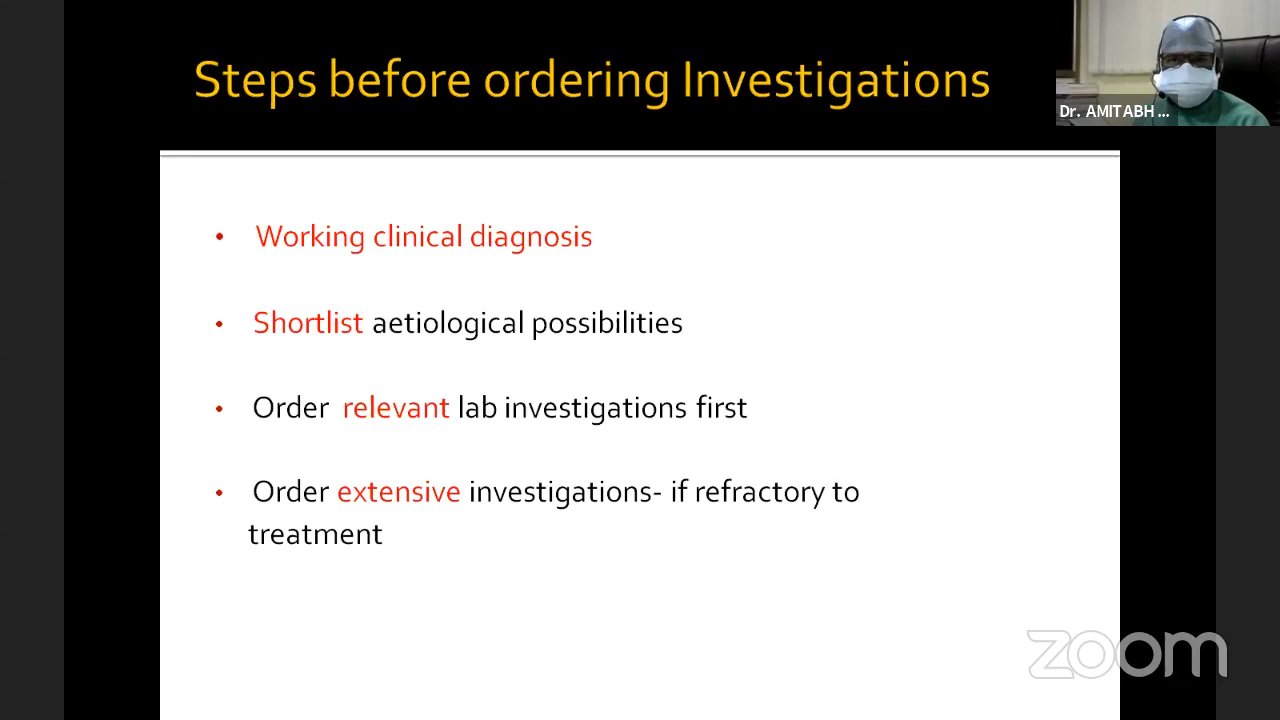 Steps before ordering Investigations
Dr. AMITABH ...
• Working clinical diagnosis
• Shortlist aetiological possibilities
• Order relevant lab investigations first
• Order extensive investigations- if refractory to
treatment
zoom